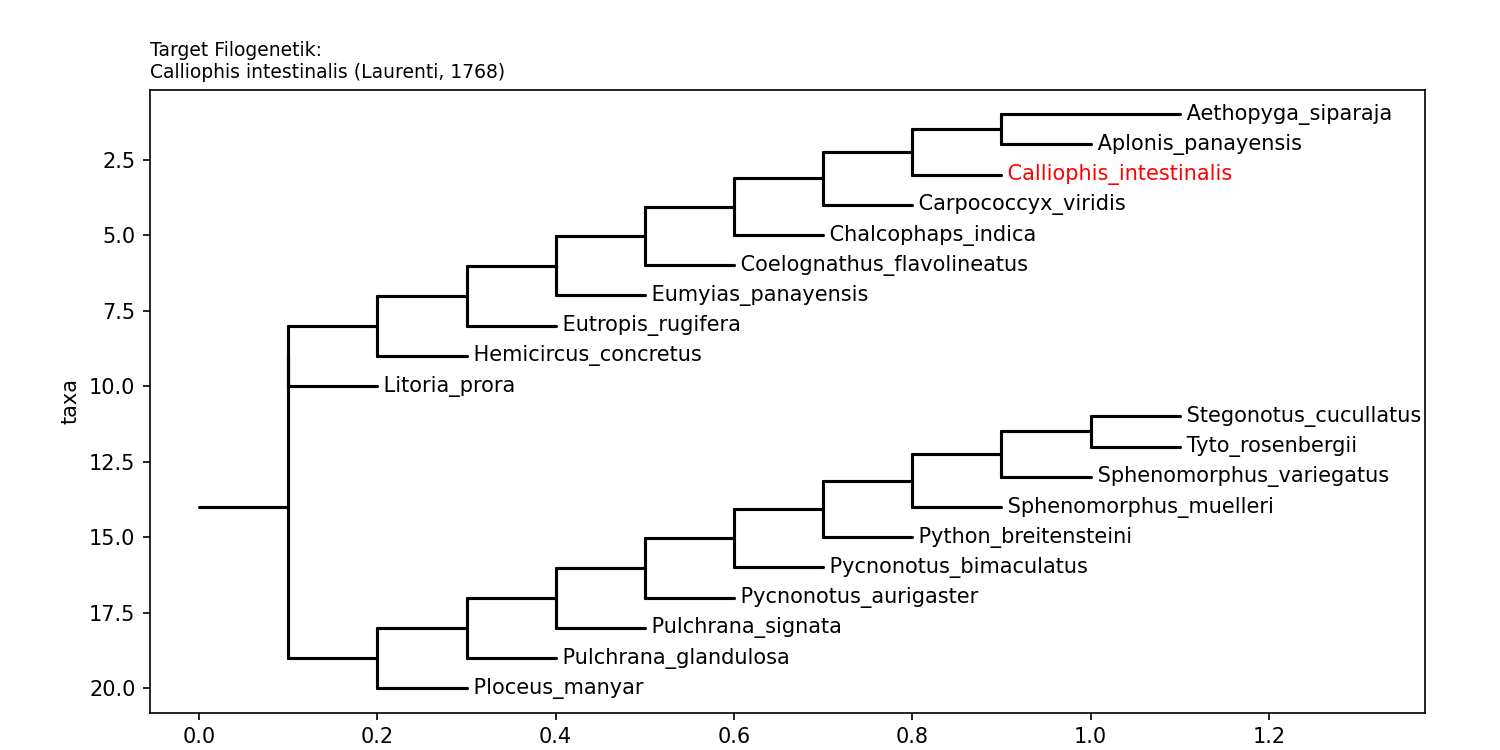 Target Filogenetik:
Calliophis intestinalis (Laurenti, 1768)
Aethopyga_siparaja
Aplonis_panayensis
2.5
Calliophis_intestinalis
Carpococcyx_viridis
5.0
Chalcophaps_indica
Coelognathus_flavolineatus
Eumyias_panayensis
7.5
Eutropis_rugifera
Hemicircus_concretus
10.0
Litoria_prora
taxa
Stegonotus_cucullatus
Tyto_rosenbergii
12.5
Sphenomorphus_variegatus
Sphenomorphus_muelleri
15.0
Python_breitensteini
Pycnonotus_bimaculatus
Pycnonotus_aurigaster
17.5
Pulchrana_signata
Pulchrana_glandulosa
20.0
Ploceus_manyar
0.0 0.2 0.4 0.6 0.8 1.0 1.2